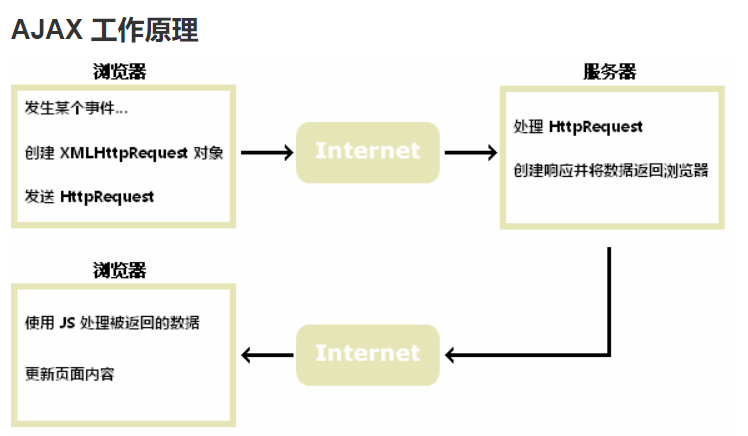 AJAX 工作原理
浏览器
发生某个事件...
创建 XMLHttpRequest 对象
发送 HttpRequest
Internet
服务器
处理 HttpRequest
创建响应并将数据返回浏览器
浏览器
使用 JS 处理被返回的数据
更新页面内容
Internet